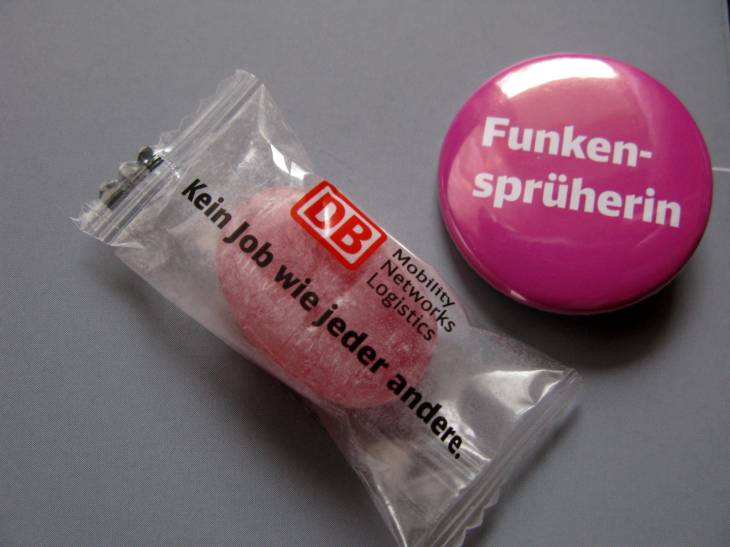 Kein Job wie jeder andere.
DB
Mobility
Networks
Logistics
Funken-
sprüherin